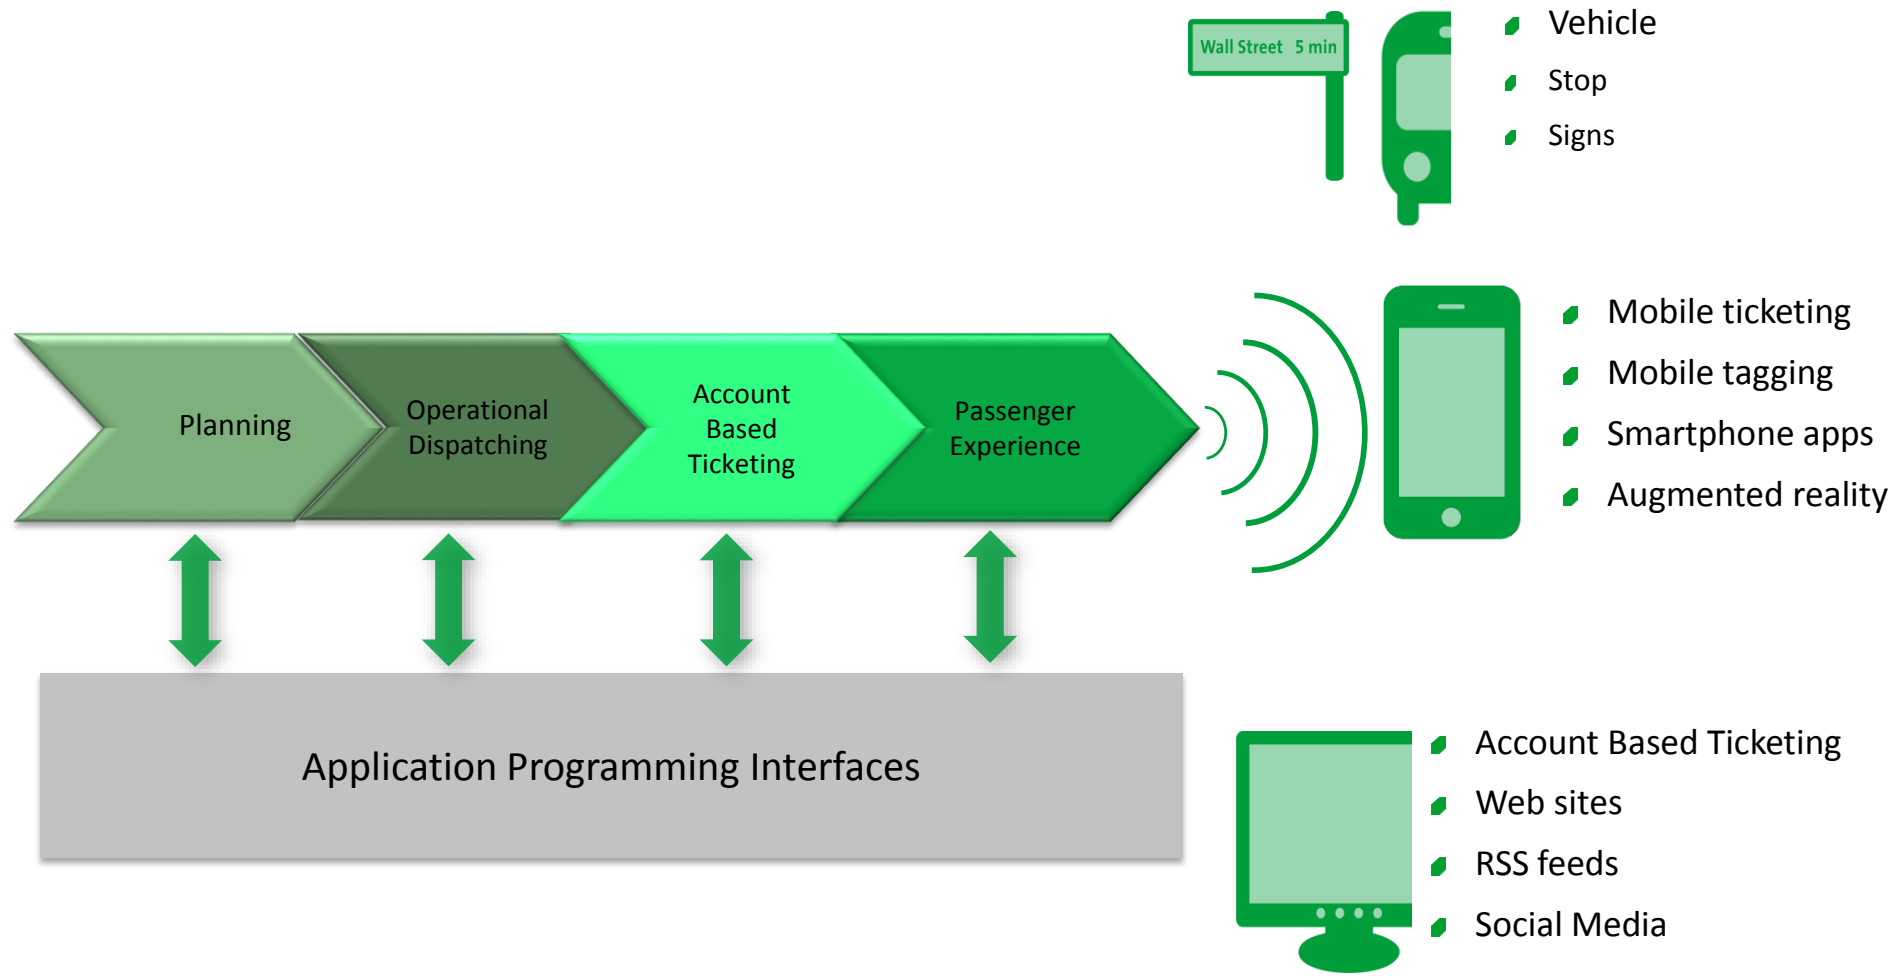 Wall Street 5 min
Vehicle
Stop
Signs
Planning
Operational
Dispatching
Account
Based
Ticketing
Passenger
Experience
Mobile ticketing
Mobile tagging
Smartphone apps
Augmented reality
Application Programming Interfaces
Account Based Ticketing
Web sites
RSS feeds
Social Media